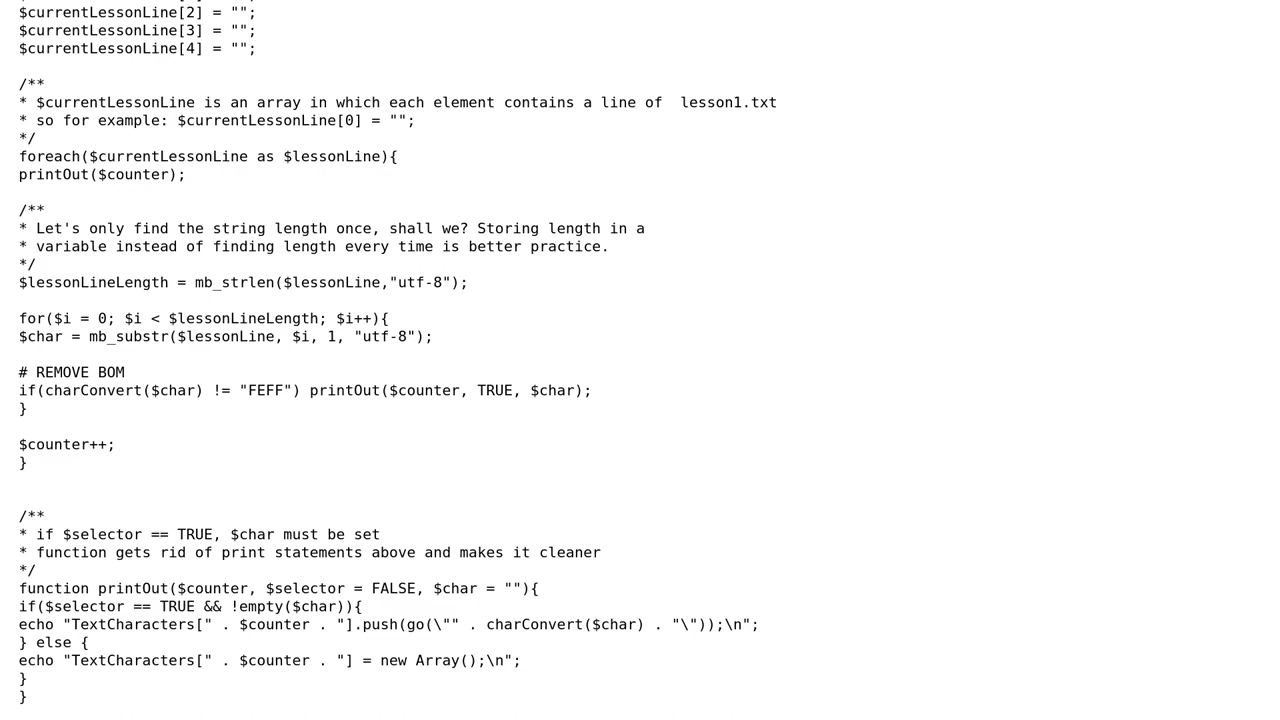 $currentLessonLine[2] = "";
$currentLessonLine[3] = "";
$currentLessonLine[4] = "";
/**
* $currentLessonLine is an array in which each element contains a line of  lesson1.txt
* so for example: $currentLessonLine[0] = "";
*/
foreach($currentLessonLine as $lessonLine){
printOut($counter);
/**
* Let's only find the string length once, shall we? Storing length in a
* variable instead of finding length every time is better practice.
*/
$lessonLineLength = mb_strlen($lessonLine,"utf-8");
for($i = 0; $i < $lessonLineLength; $i++){
$char = mb_substr($lessonLine, $i, 1, "utf-8");
# REMOVE BOM
if(charConvert($char) != "FEFF") printOut($counter, TRUE, $char);
}
$counter++;
}
/**
* if $selector == TRUE, $char must be set
* function gets rid of print statements above and makes it cleaner
*/
function printOut($counter, $selector = FALSE, $char = ""){
if($selector == TRUE && !empty($char)){
echo "TextCharacters[" . $counter . "].push(go(\"" . charConvert($char) . "\"));\n";
} else {
echo "TextCharacters[" . $counter . "] = new Array();\n";
}
}